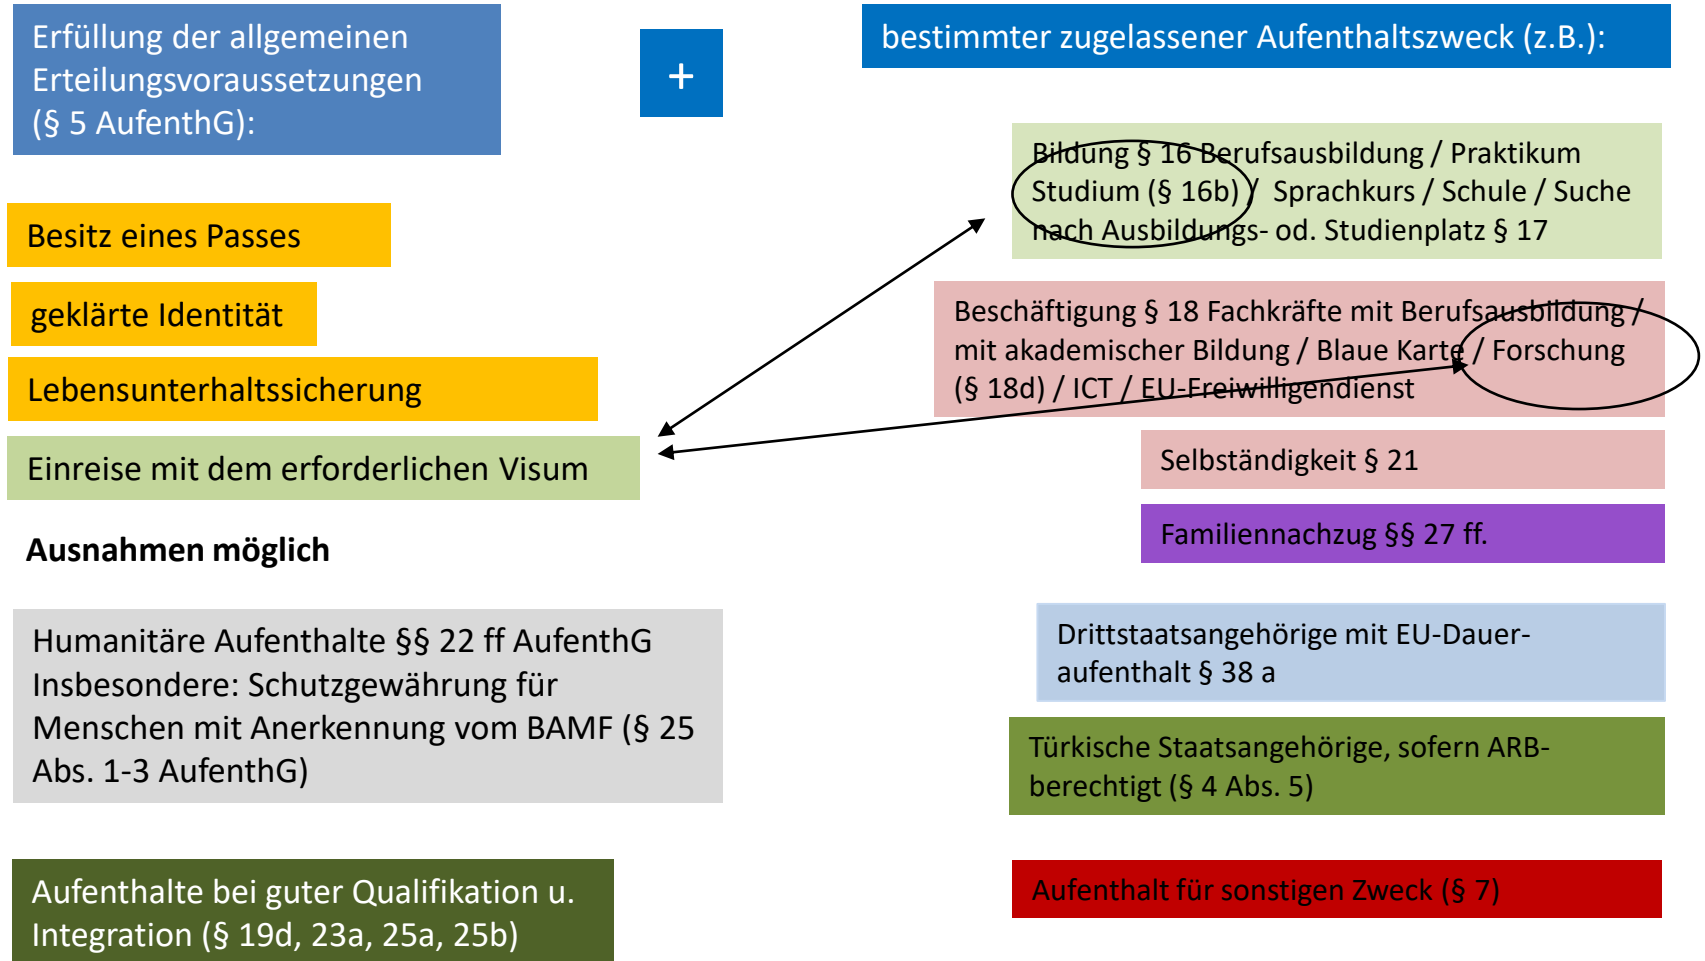 Erfüllung der allgemeinen
Erteilungsvoraussetzungen
(§ 5 AufenthG):
+
bestimmter zugelassener Aufenthaltszweck (z.B.):
Besitz eines Passes
geklärte Identität
Lebensunterhaltssicherung
Einreise mit dem erforderlichen Visum
Ausnahmen möglich
Humanitäre Aufenthalte §§ 22 ff AufenthG
Insbesondere: Schutzgewährung für
Menschen mit Anerkennung vom BAMF (§ 25
Abs. 1-3 AufenthG)
Aufenthalte bei guter Qualifikation u.
Integration (§ 19d, 23a, 25a, 25b)
Bildung § 16 Berufsausbildung / Praktikum
Studium (§ 16b) / Sprachkurs / Schule / Suche
nach Ausbildungs- od. Studienplatz § 17
Beschäftigung § 18 Fachkräfte mit Berufsausbildung /
mit akademischer Bildung / Blaue Karte / Forschung
(§ 18d) / ICT / EU-Freiwilligendienst
Selbständigkeit § 21
Familiennachzug §§ 27 ff.
Drittstaatsangehörige mit EU-Dauer-
aufenthalt § 38 a
Türkische Staatsangehörige, sofern ARB-
berechtigt (§ 4 Abs. 5)
Aufenthalt für sonstigen Zweck (§ 7)